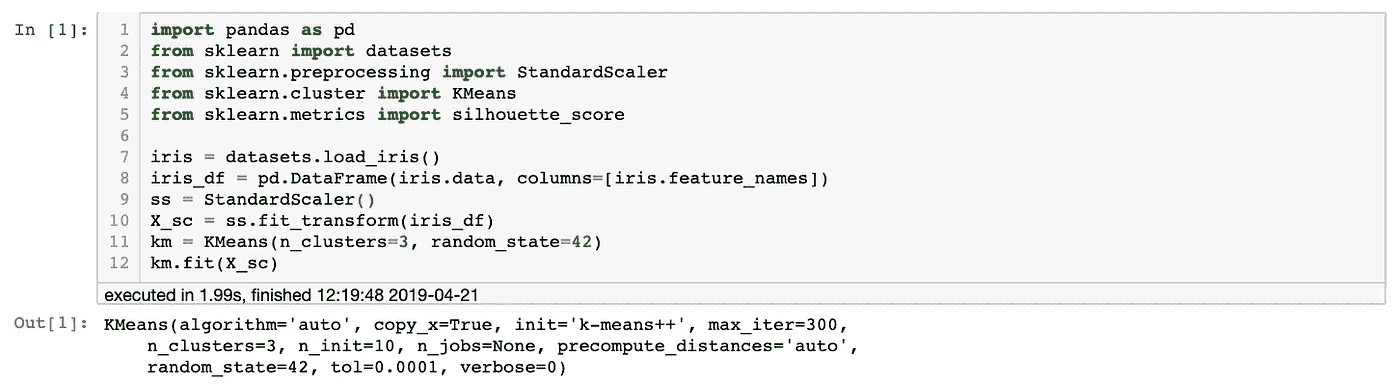 In [1]:
1 import pandas as pd
2 from sklearn import datasets
3 from sklearn.preprocessing import StandardScaler
4 from sklearn.cluster import KMeans
5 from sklearn.metrics import silhouette_score
6
7 iris = datasets.load_iris()
8 iris_df = pd.DataFrame(iris.data, columns=[iris.feature_names])
9 ss = StandardScaler()
10 X_sc = ss.fit_transform(iris_df)
11 km = KMeans(n_clusters=3, random_state=42)
12 km.fit(X_sc)
executed in 1.99s, finished 12:19:48 2019-04-21
Out[1]: KMeans(algorithm='auto', copy_x=True, init='k-means++', max_iter=300,
n_clusters=3, n_init=10, n_jobs=None, precompute_distances='auto',
random_state=42, tol=0.0001, verbose=0)